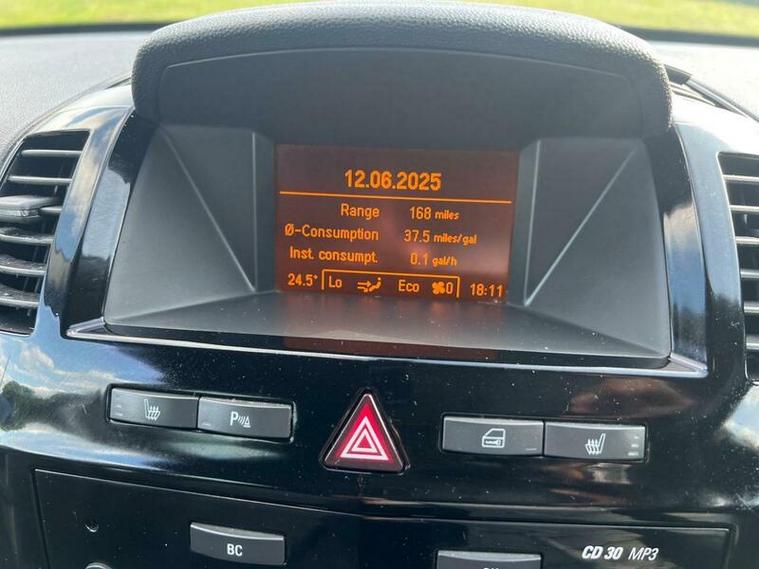 12.06.2025
Range 168 miles
Ø-Consumption 37.5 miles/gal
Inst. consumpt. 0.1 gal/h
24.5° Lo Eco 0 18:11
P
BC
CD 30 MP3